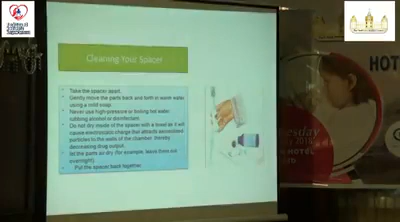 Cleaning Your Spacer
• Take the spacer apart.
• Gently move the parts back and forth in warm water
using a mild soap.
• Never use high-pressure or boiling hot water,
rubbing alcohol or disinfectant.
• Do not dry inside of the spacer with a towel as it will
cause electrostatic charge that attracts aerosolized
particles to the walls of the chamber thereby
decreasing drug output.
• let the parts air dry (for example, leave them out
overnight)
• Put the spacer back together.
HOT